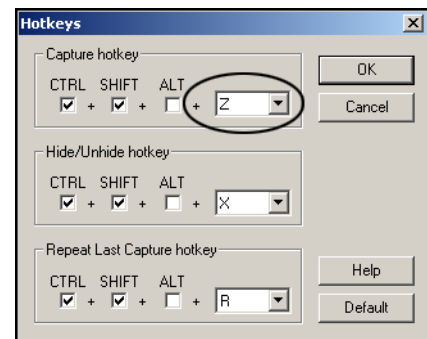 Hotkeys
Capture hotkey
OK
CTRL SHIFT ALT
+ + + Z
Cancel
Hide/Unhide hotkey
CTRL SHIFT ALT
+ + + X
Repeat Last Capture hotkey
Help
CTRL SHIFT ALT
+ + + R
Default